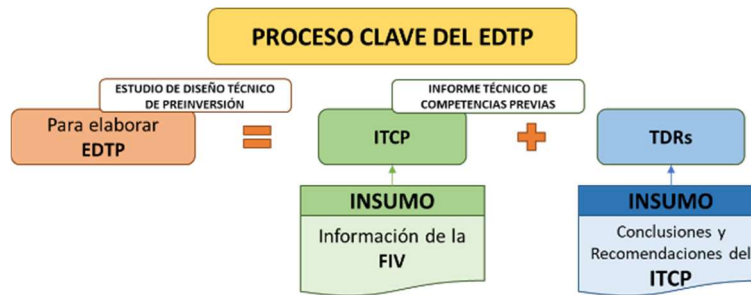 PROCESO CLAVE DEL EDTP
ESTUDIO DE DISEÑO TÉCNICO
DE PREINVERSIÓN
INFORME TÉCNICO DE
COMPETENCIAS PREVIAS
Para elaborar
EDTP
ITCP
TDRs
INSUMO
Información de la
FIV
INSUMO
Conclusiones y
Recomendaciones del
ITCP